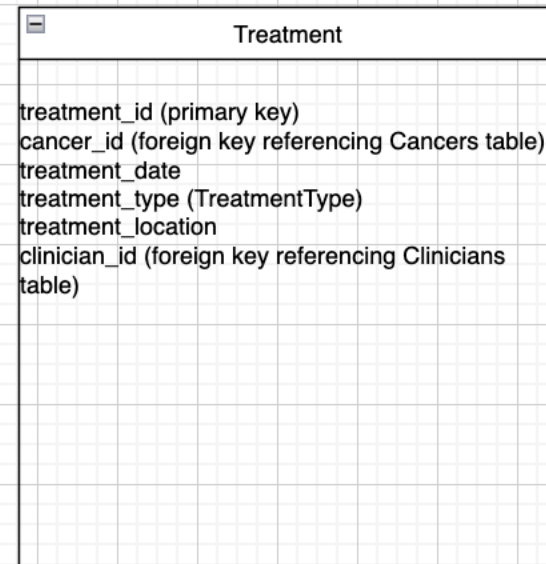 Treatment
treatment_id (primary key)
cancer_id (foreign key referencing Cancers table)
treatment_date
treatment_type (TreatmentType)
treatment_location
clinician_id (foreign key referencing Clinicians
table)